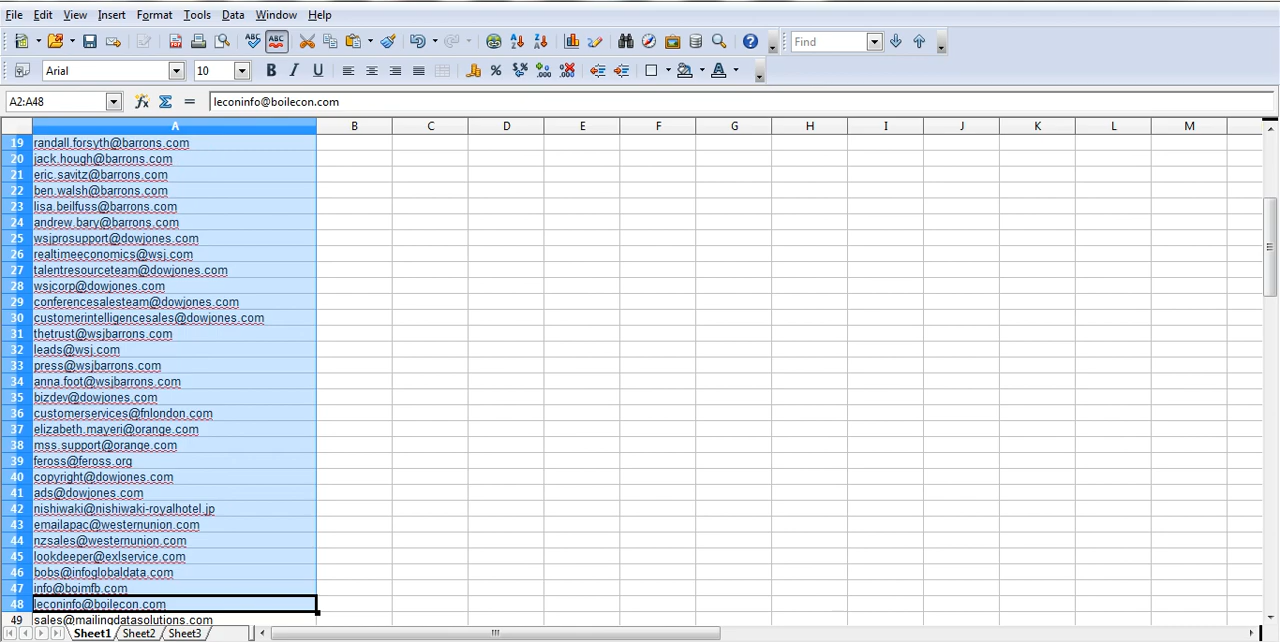 File Edit View Insert Format Tools Data Window Help
ABC ABC Find
Arial 10 B I U
A2:A48 leconinfo@boilecon.com
A B C D E F G H I J K L M
19 randall.forsyth@barrons.com
20 jack.hough@barrons.com
21 eric.savitz@barrons.com
22 ben.walsh@barrons.com
23 lisa.beilfuss@barrons.com
24 andrew.bary@barrons.com
25 wsjprosupport@dowjones.com
26 realtimeeconomics@wsj.com
27 talentresourceteam@dowjones.com
28 wsjcorp@dowjones.com
29 conferencesalesteam@dowjones.com
30 customerintelligencesales@dowjones.com
31 thetrust@wsjbarrons.com
32 leads@wsj.com
33 press@wsjbarrons.com
34 anna.foot@wsjbarrons.com
35 bizdev@dowjones.com
36 customerservices@fnlondon.com
37 elizabeth.mayeri@orange.com
38 mss.support@orange.com
39 feross@feross.org
40 copyright@dowjones.com
41 ads@dowjones.com
42 nishiwaki@nishiwaki-royalhotel.jp
43 emailapac@westernunion.com
44 nzsales@westernunion.com
45 lookdeeper@exlservice.com
46 bobs@infoglobaldata.com
47 info@boimfb.com
48 leconinfo@boilecon.com
49 sales@mailingdatasolutions.com
Sheet1 Sheet2 Sheet3